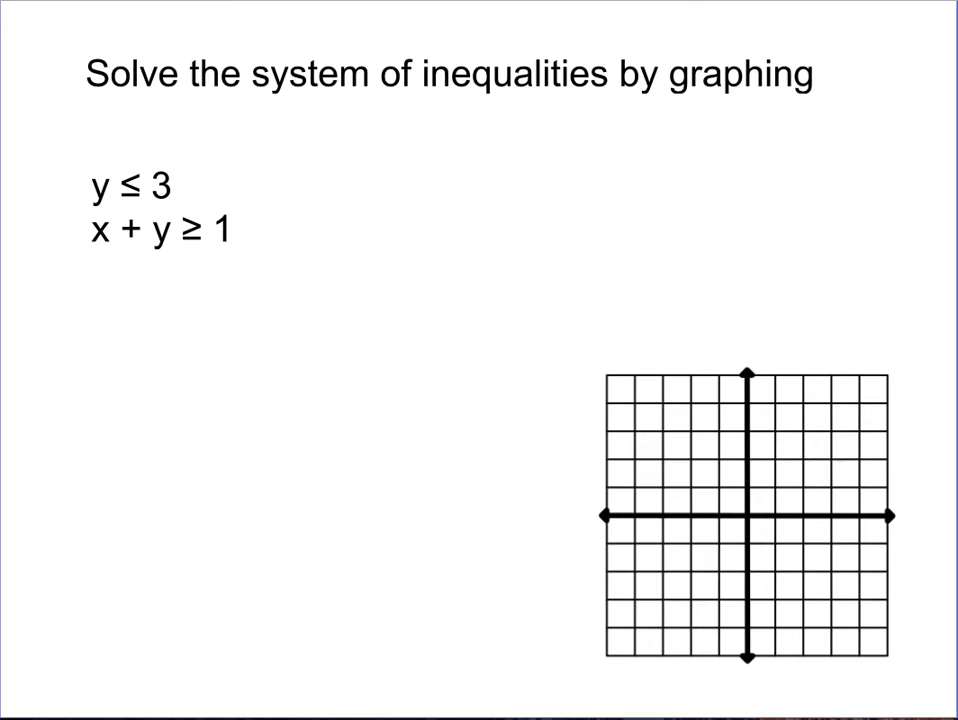 Solve the system of inequalities by graphing
y ≤ 3
x + y ≥ 1